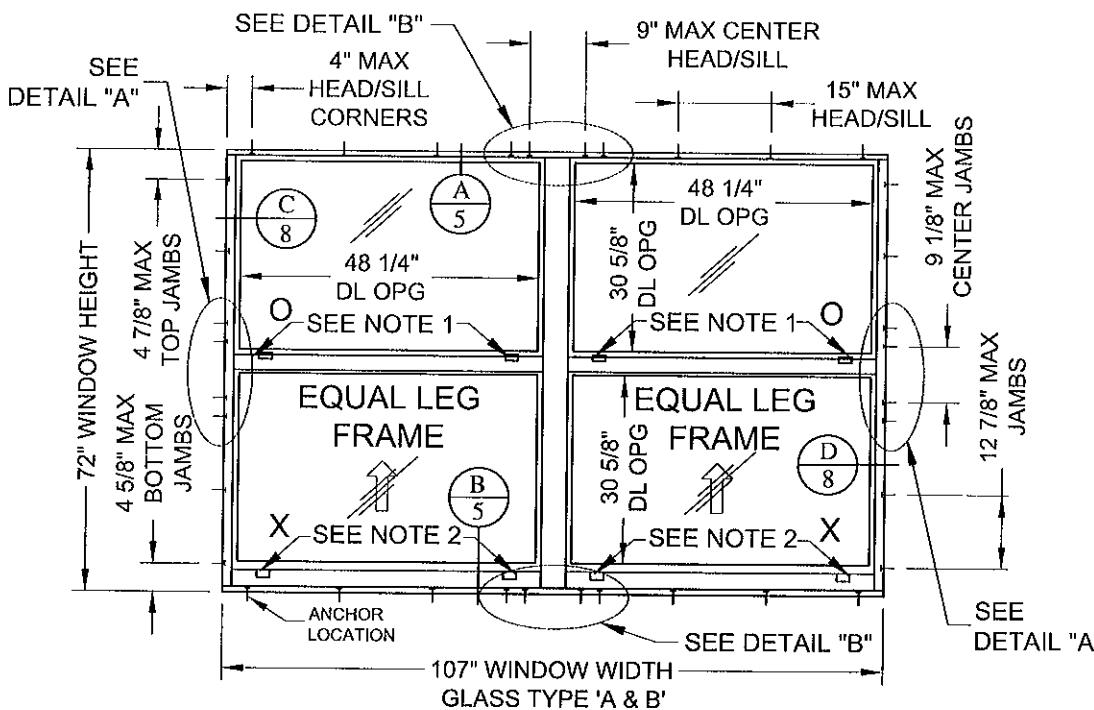 SEE DETAIL "B"
9" MAX CENTER
HEAD/SILL
SEE
DETAIL "A"
4" MAX
HEAD/SILL
CORNERS
15" MAX
HEAD/SILL
72" WINDOW HEIGHT
4 7/8" MAX
TOP JAMBS
4 5/8" MAX
BOTTOM
JAMBS
C
8
A
5
48 1/4"
DL OPG
48 1/4"
DL OPG
30 5/8"
DL OPG
9 1/8" MAX
CENTER JAMBS
O
SEE NOTE 1
SEE NOTE 1
O
EQUAL LEG
FRAME
EQUAL LEG
FRAME
30 5/8"
DL OPG
12 7/8" MAX
JAMBS
B
5
D
8
X
SEE NOTE 2
SEE NOTE 2
X
ANCHOR
LOCATION
SEE DETAIL "B"
SEE
DETAIL "A
107" WINDOW WIDTH
GLASS TYPE 'A & B'